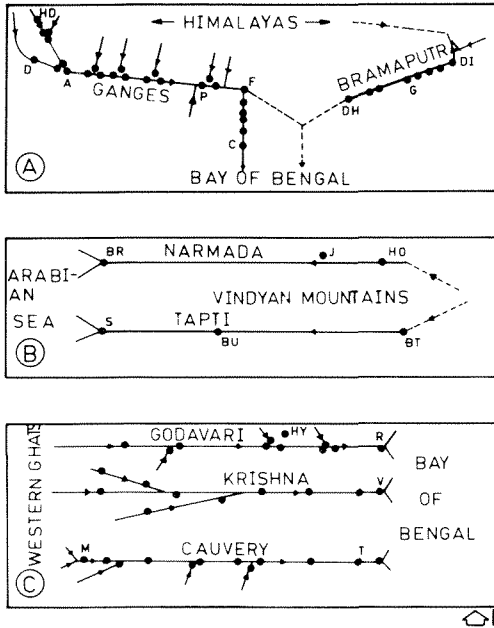 HD
HIMALAYAS
BRAMAPUTRA
DI
D
A
GANGES
P
F
G
DH
C
A
BAY OF BENGAL
BR
NARMADA
J
HO
ARABI-
AN
SEA
VINDYAN MOUNTAINS
S
TAPTI
BU
BT
B
WESTERN GHATS
GODAVARI
HY
R
BAY
OF
BENGAL
KRISHNA
V
M
CAUVERY
T
C